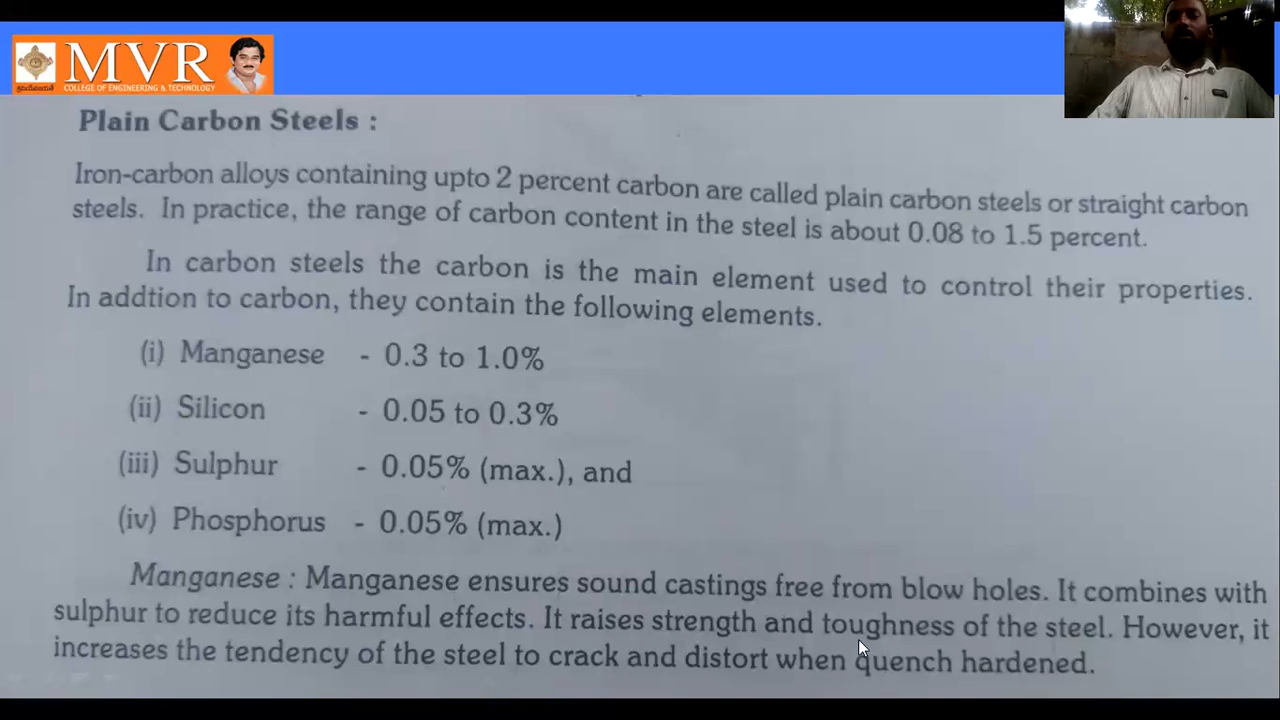 MVR
COLLEGE OF ENGINEERING & TECHNOLOGY
Plain Carbon Steels :
Iron-carbon alloys containing upto 2 percent carbon are called plain carbon steels or straight carbon
steels. In practice, the range of carbon content in the steel is about 0.08 to 1.5 percent.
In carbon steels the carbon is the main element used to control their properties.
In addtion to carbon, they contain the following elements.
(i) Manganese - 0.3 to 1.0%
(ii) Silicon - 0.05 to 0.3%
(iii) Sulphur - 0.05% (max.), and
(iv) Phosphorus - 0.05% (max.)
Manganese : Manganese ensures sound castings free from blow holes. It combines with
sulphur to reduce its harmful effects. It raises strength and toughness of the steel. However, it
increases the tendency of the steel to crack and distort when quench hardened.